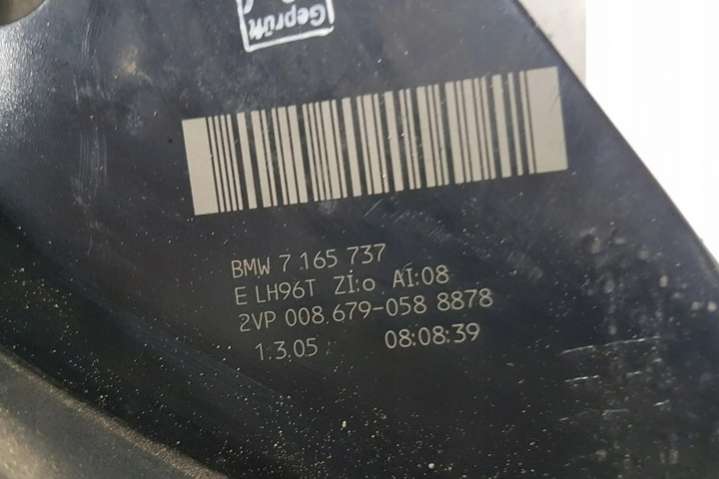 Geprüft
BMW 7 165 737
E LH96T Zİ:o Aİ:08
2VP 008 679-058 8878
1.3.05 08:08:39